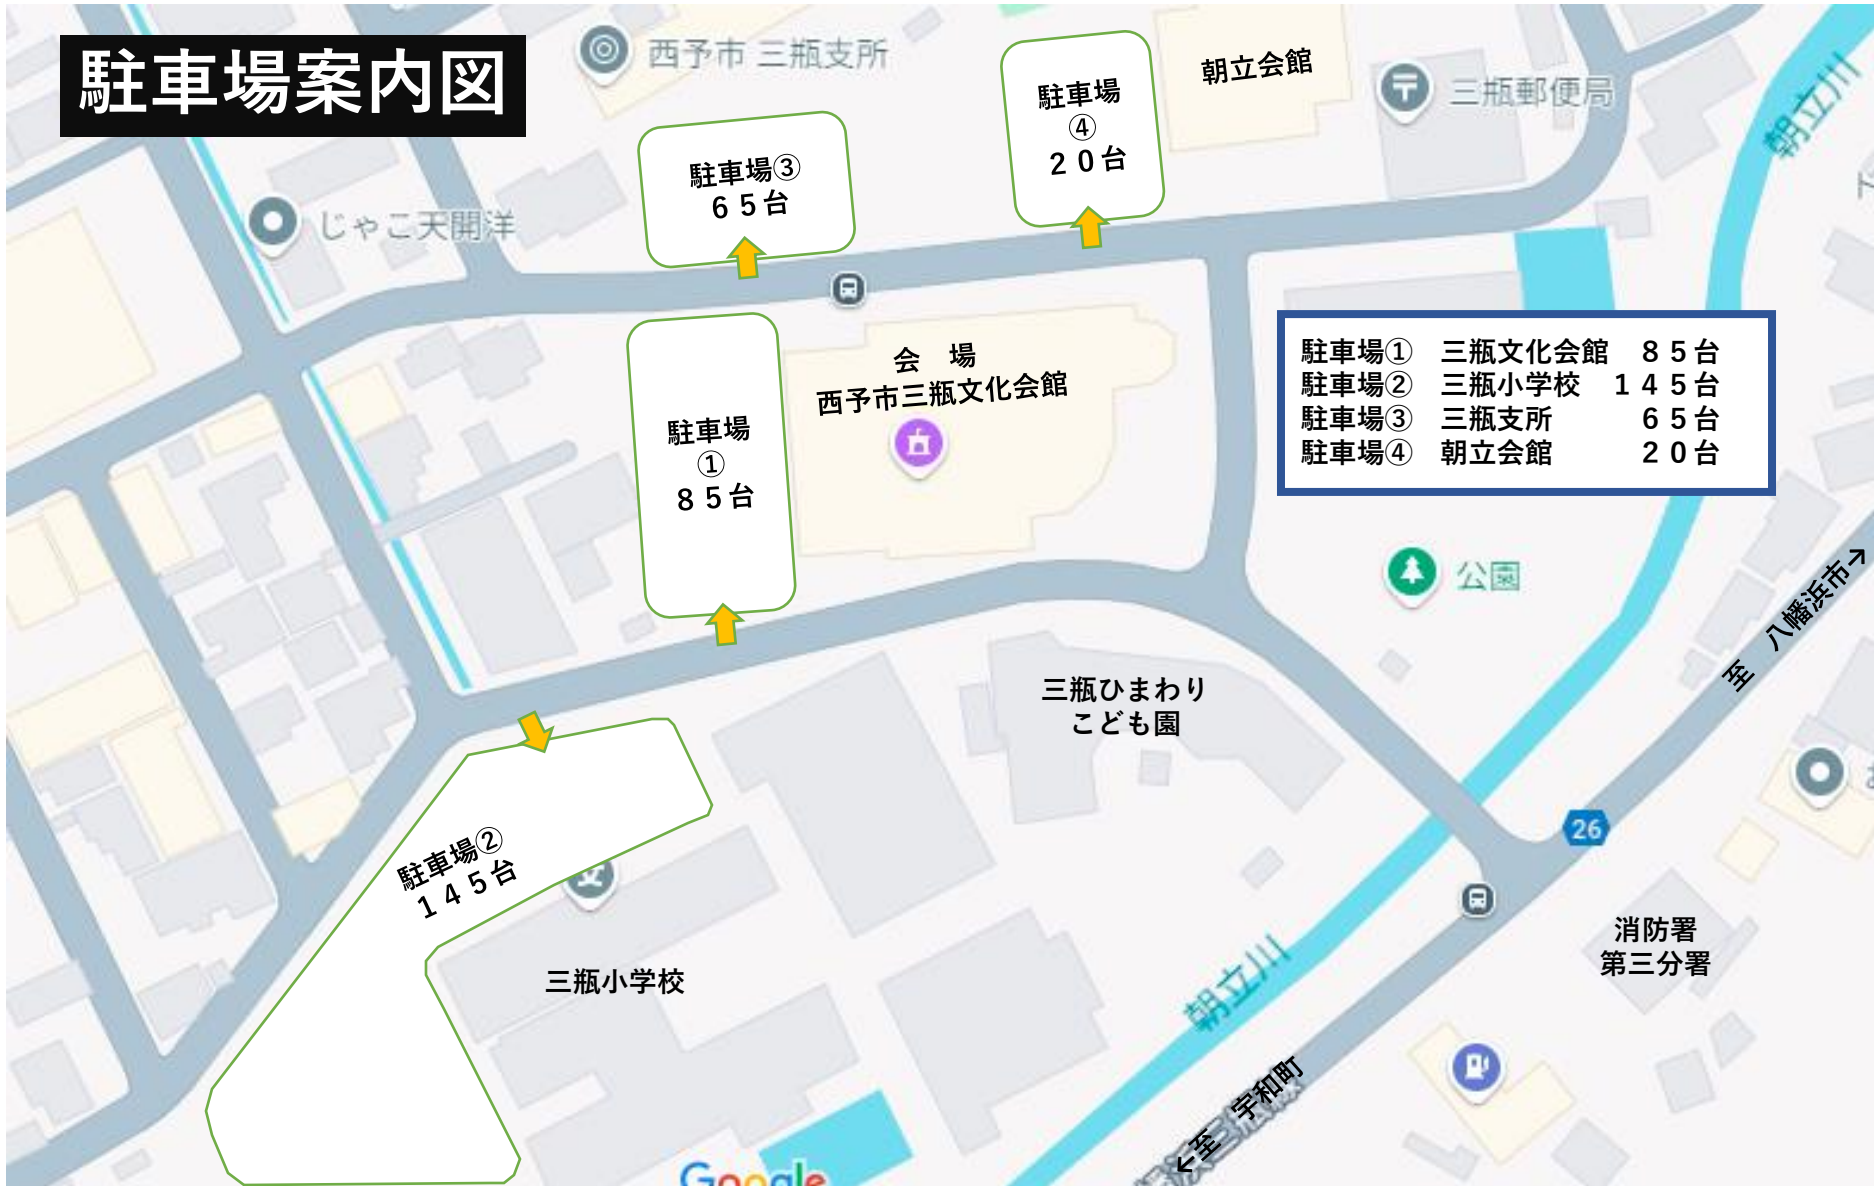 駐車場案内図
西予市 三瓶支所
駐車場
④
２０台
朝立会館
三瓶郵便局
朝立川
駐車場③
６５台
じゃこ天開洋
会　場
西予市三瓶文化会館
駐車場
①
８５台
駐車場①　三瓶文化会館　８５台
駐車場②　三瓶小学校　１４５台
駐車場③　三瓶支所　６５台
駐車場④　朝立会館　２０台
公園
至　八幡浜市→
三瓶ひまわり
こども園
26
駐車場②
１４５台
文
三瓶小学校
消防署
第三分署
朝立川
←至　宇和町
Google